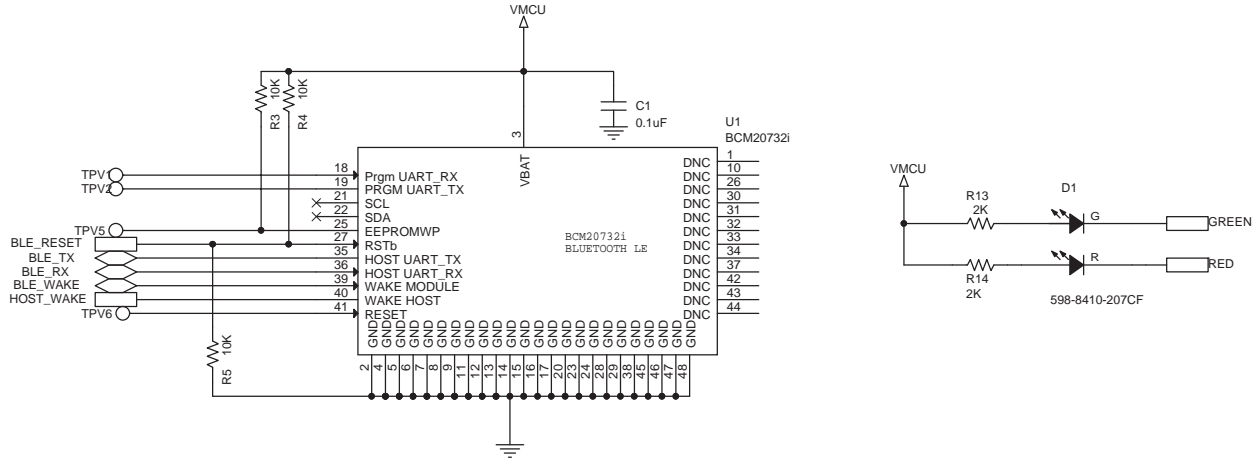 VMCU
R3 10K
R4 10K
C1
0.1uF
U1
BCM20732i
3
VBAT
TPV1
18
Prgm UART_RX
TPV2
19
PRGM UART_TX
21
SCL
22
SDA
TPV5
25
EEPROMWP
BLE_RESET
27
RSTb
BLE_TX
35
HOST UART_TX
BLE_RX
36
HOST UART_RX
BLE_WAKE
39
WAKE MODULE
HOST_WAKE
40
WAKE HOST
TPV6
41
RESET
BCM20732i
BLUETOOTH LE
DNC 1
DNC 10
DNC 26
DNC 30
DNC 31
DNC 32
DNC 33
DNC 34
DNC 37
DNC 42
DNC 43
DNC 44
GND GND GND GND GND GND GND GND GND GND GND GND GND GND GND GND GND GND GND GND GND GND GND GND
2 4 5 6 7 8 9 11 12 13 14 15 16 17 20 23 24 28 29 38 45 46 47 48
R5 10K
VMCU
R13
2K
D1
G
GREEN
R14
2K
R
RED
598-8410-207CF